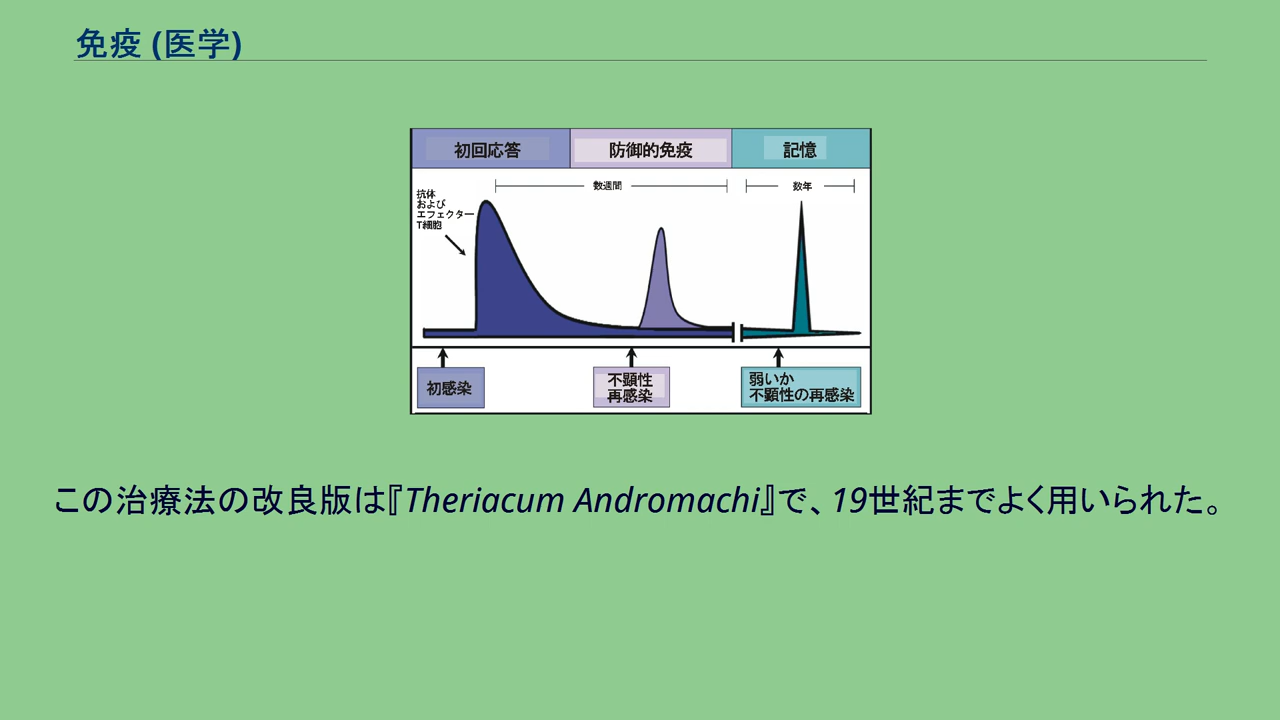 免疫 (医学)
初回応答
防御的免疫
記憶
数週間
数年
抗体
および
エフェクター
T細胞
初感染
不顕性
再感染
弱いか
不顕性の再感染
この治療法の改良版は『Theriacum Andromachi』で、19世紀までよく用いられた。